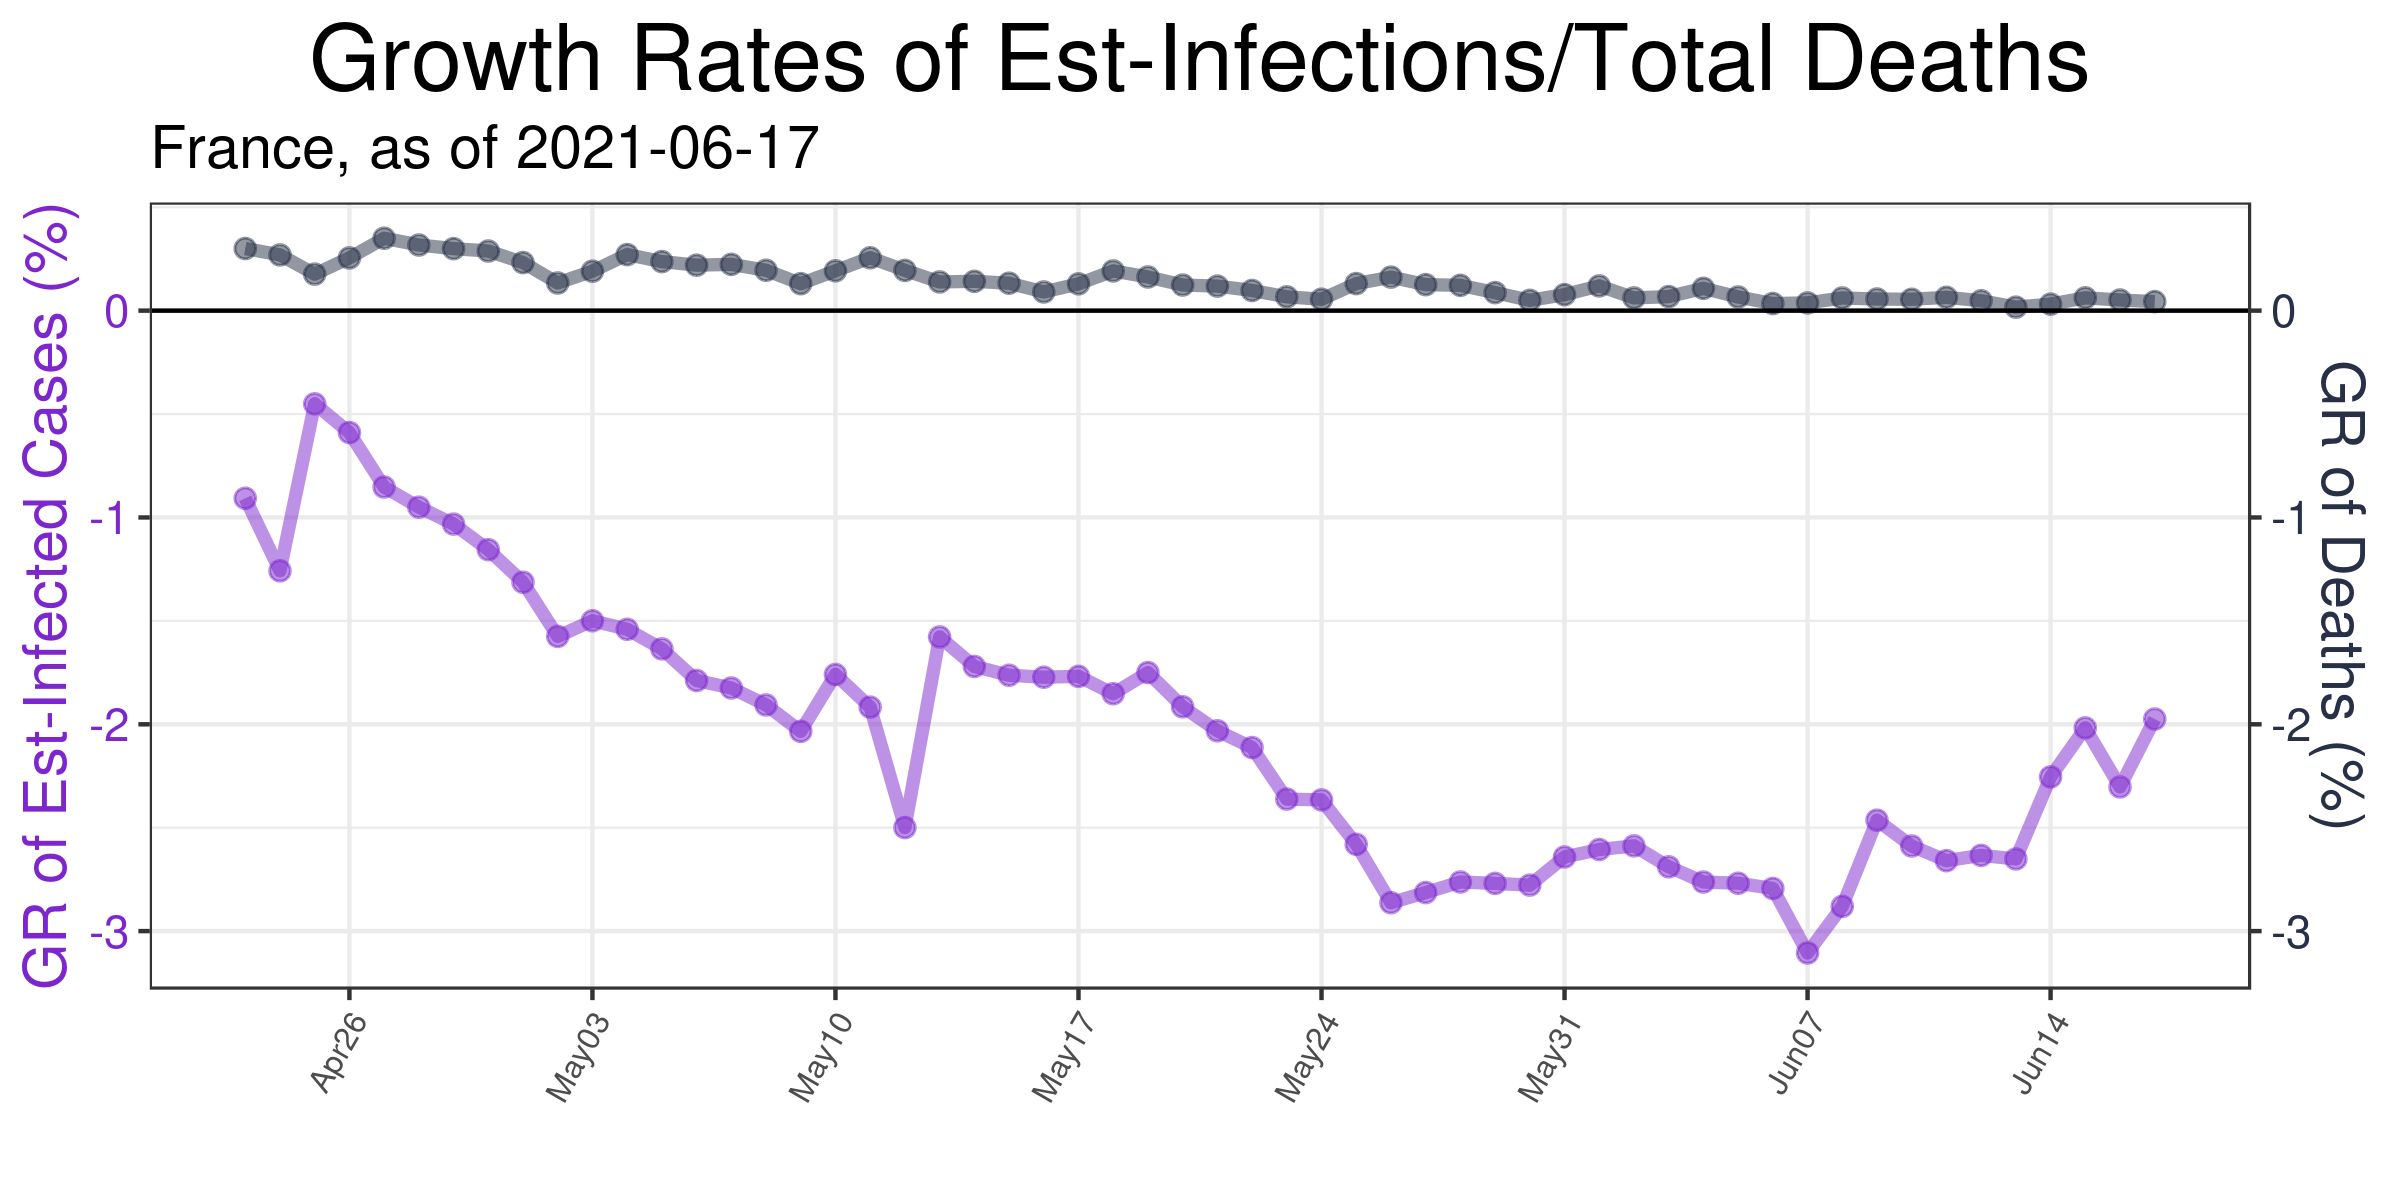 Growth Rates of Est-Infections/Total Deaths
France, as of 2021-06-17
GR of Est-Infected Cases (%)
0
-1
-2
-3
0
-1
-2
-3
GR of Deaths (%)
Apr26
May03
May10
May17
May24
May31
Jun07
Jun14